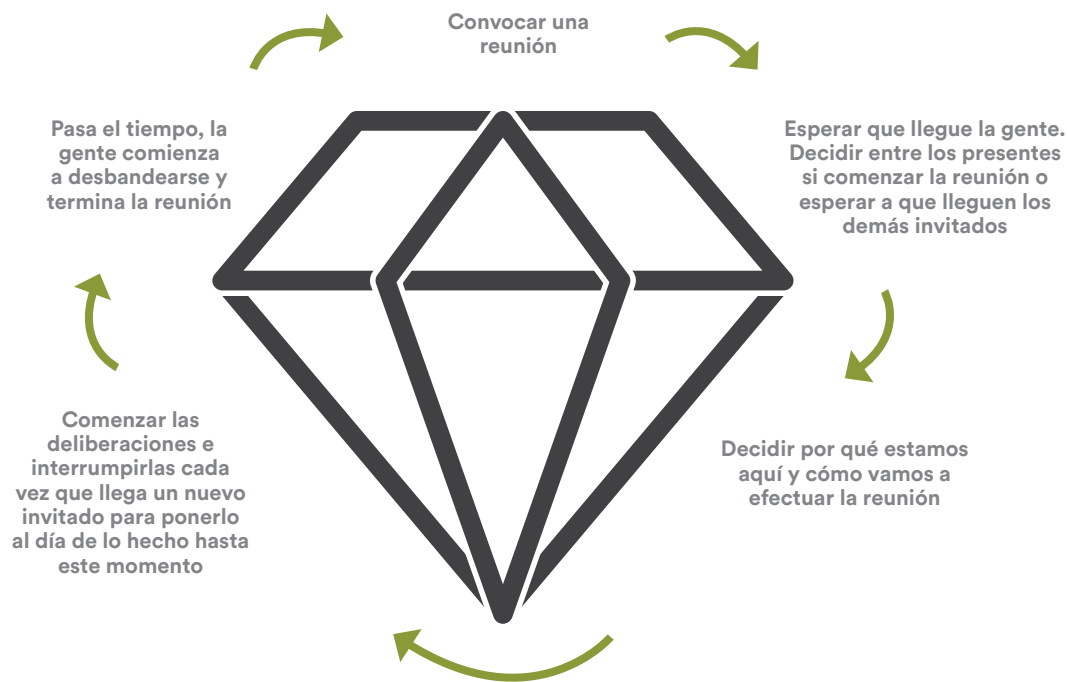 Convocar una
reunión
Esperar que llegue la gente.
Decidir entre los presentes
si comenzar la reunión o
esperar a que lleguen los
demás invitados
Decidir por qué estamos
aquí y cómo vamos a
efectuar la reunión
Comenzar las
deliberaciones e
interrumpirlas cada
vez que llega un nuevo
invitado para ponerlo
al día de lo hecho hasta
este momento
Pasa el tiempo, la
gente comienza
a desbandearse y
termina la reunión